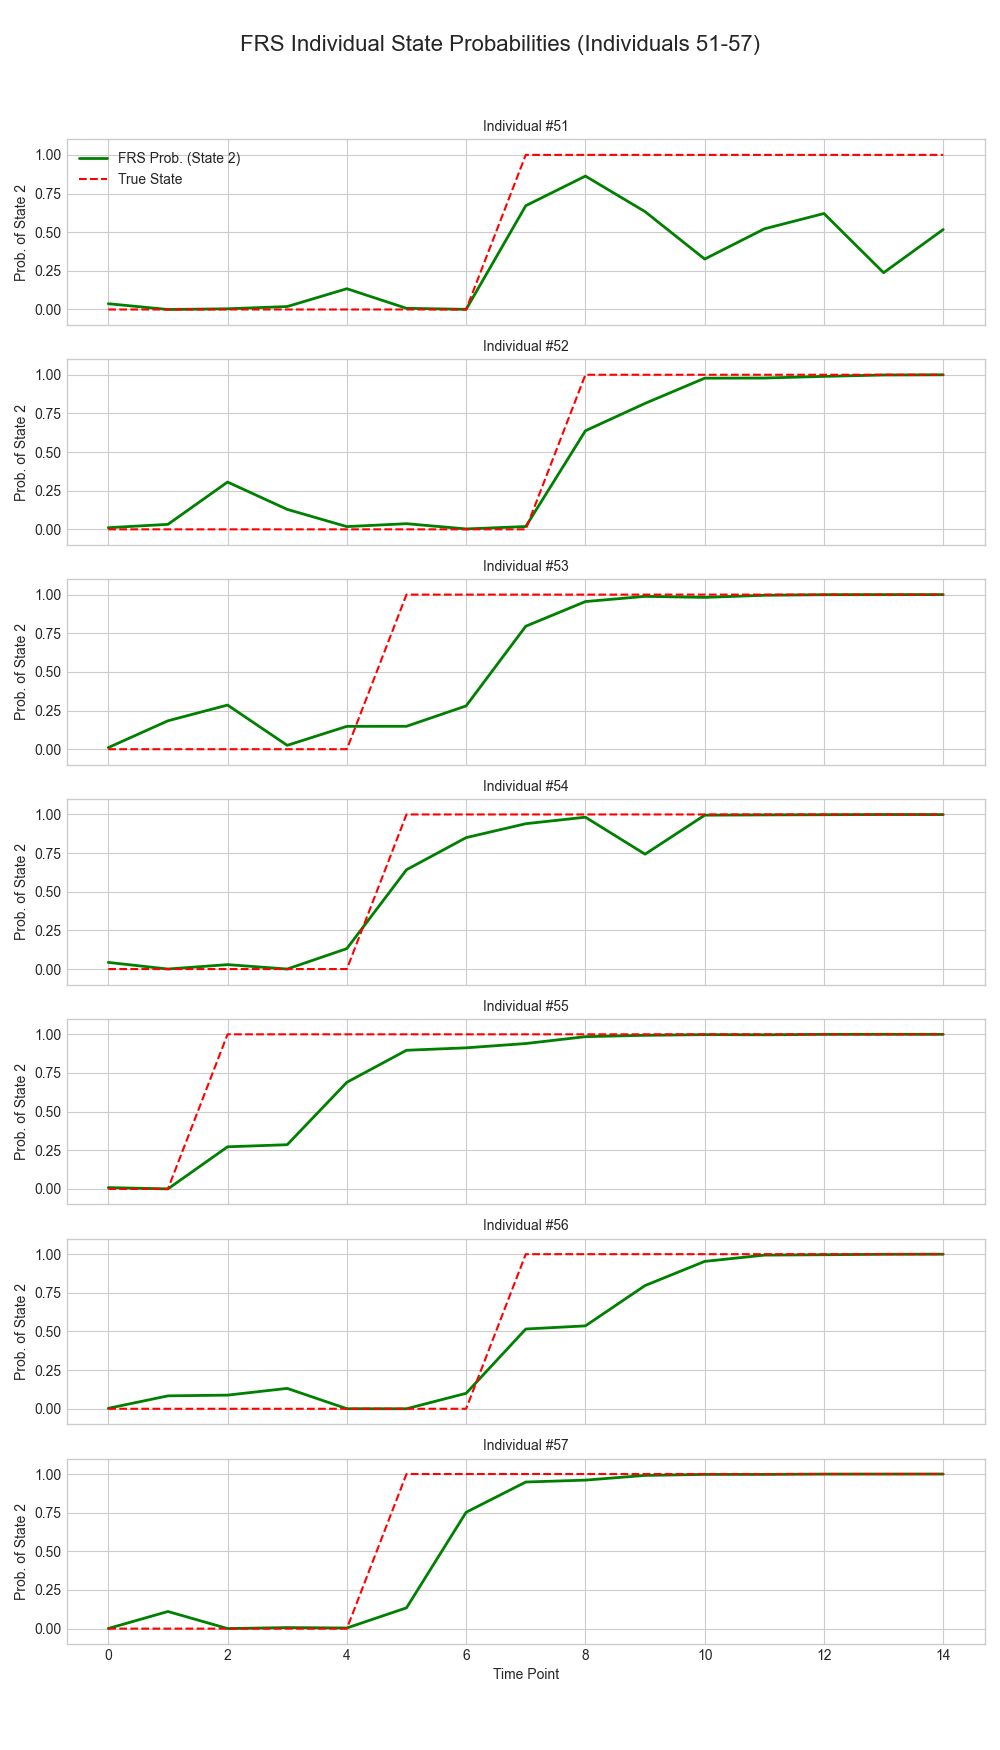 FRS Individual State Probabilities (Individuals 51-57)
Individual #51
1.00
0.75
0.50
0.25
0.00
Prob. of State 2
FRS Prob. (State 2)
True State
Individual #52
1.00
0.75
0.50
0.25
0.00
Prob. of State 2
Individual #53
1.00
0.75
0.50
0.25
0.00
Prob. of State 2
Individual #54
1.00
0.75
0.50
0.25
0.00
Prob. of State 2
Individual #55
1.00
0.75
0.50
0.25
0.00
Prob. of State 2
Individual #56
1.00
0.75
0.50
0.25
0.00
Prob. of State 2
Individual #57
1.00
0.75
0.50
0.25
0.00
Prob. of State 2
0 2 4 6 8 10 12 14
Time Point